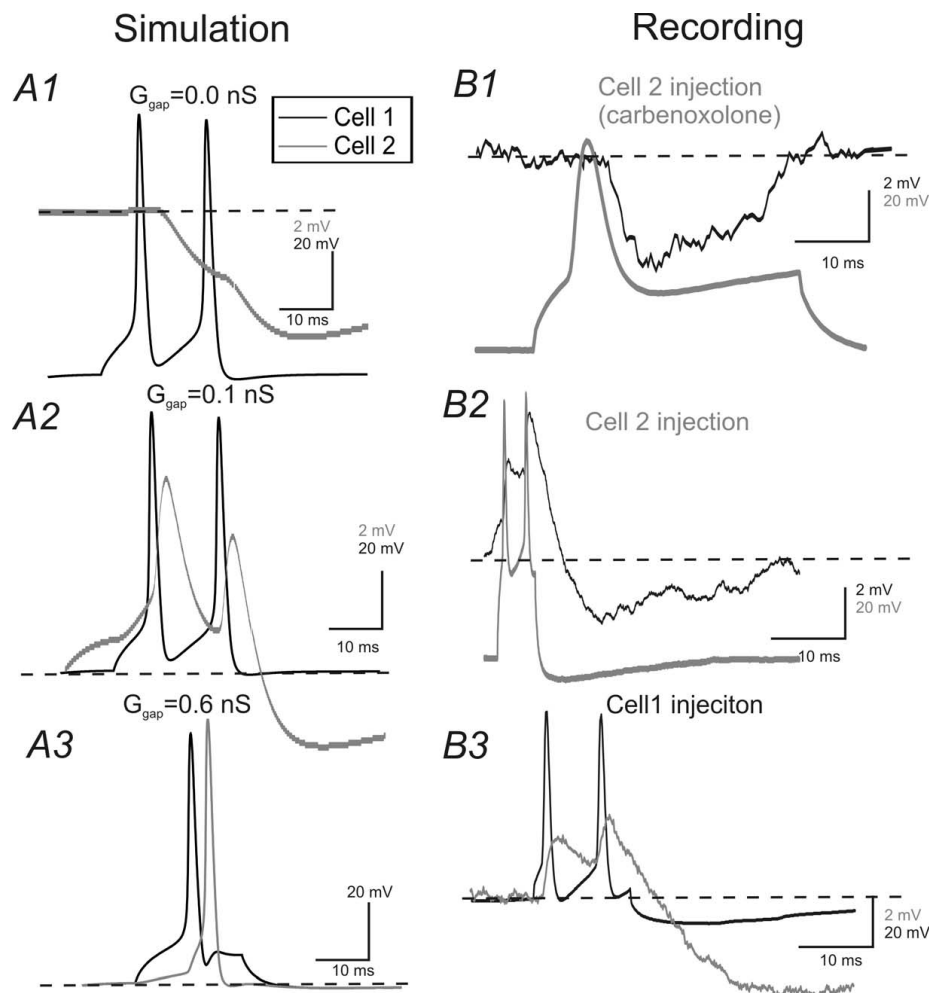 Simulation
Recording
A1
G_gap=0.0 nS
Cell 1
Cell 2
2 mV
20 mV
10 ms
B1
Cell 2 injection
(carbenoxolone)
2 mV
20 mV
10 ms
A2
G_gap=0.1 nS
2 mV
20 mV
10 ms
B2
Cell 2 injection
2 mV
20 mV
10 ms
A3
G_gap=0.6 nS
20 mV
10 ms
B3
Cell1 injeciton
2 mV
20 mV
10 ms